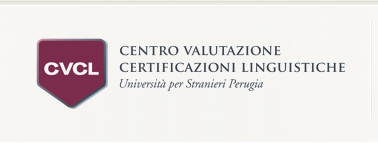 CVCL
CENTRO VALUTAZIONE
CERTIFICAZIONI LINGUISTICHE
Università per Stranieri Perugia